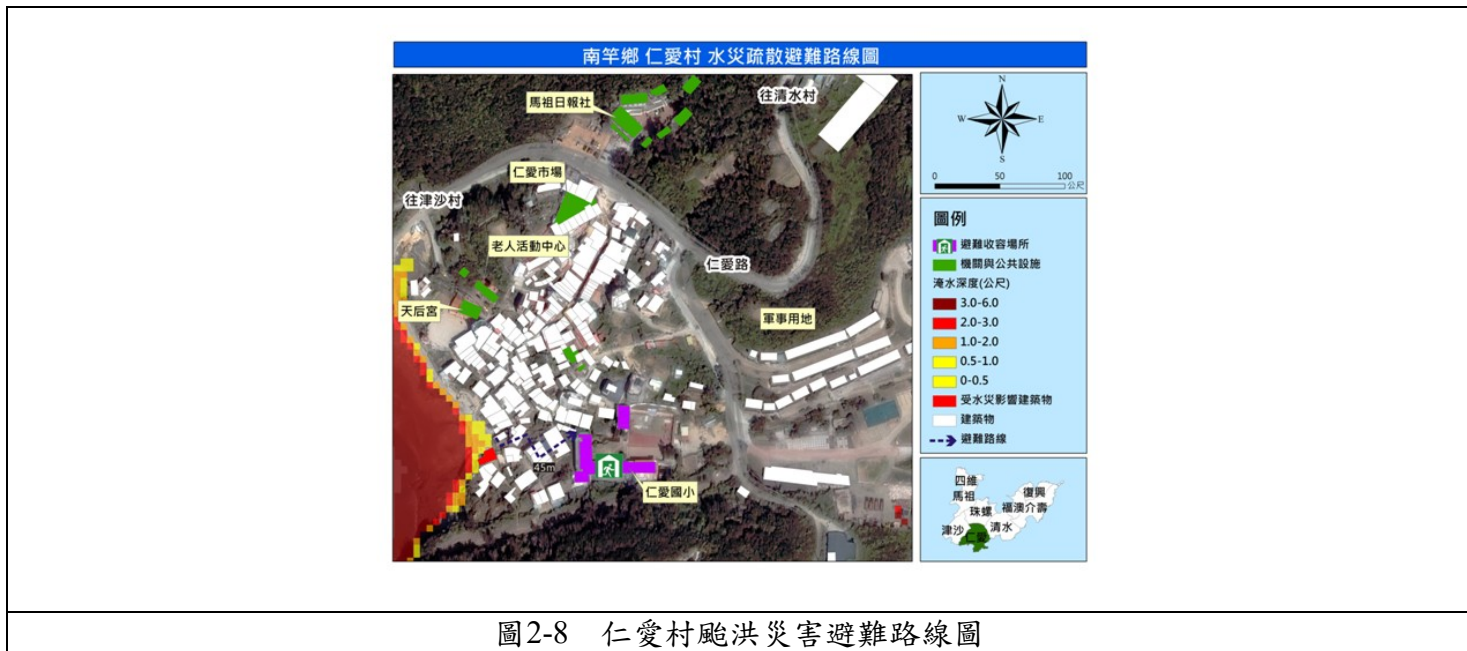 南竿鄉 仁愛村 水災疏散避難路線圖
馬祖日報社
往清水村
仁愛市場
往津沙村
老人活動中心
仁愛路
天后宮
軍事用地
45m
仁愛國小
N
W
E
S
0
50
100
公尺
圖例
避難收容場所
機關與公共設施
淹水深度(公尺)
3.0-6.0
2.0-3.0
1.0-2.0
0.5-1.0
0-0.5
受水災影響建築物
建築物
避難路線
四維
馬祖
復興
珠螺
福澳
介壽
津沙
清水
仁愛
圖2-8 仁愛村颱洪災害避難路線圖